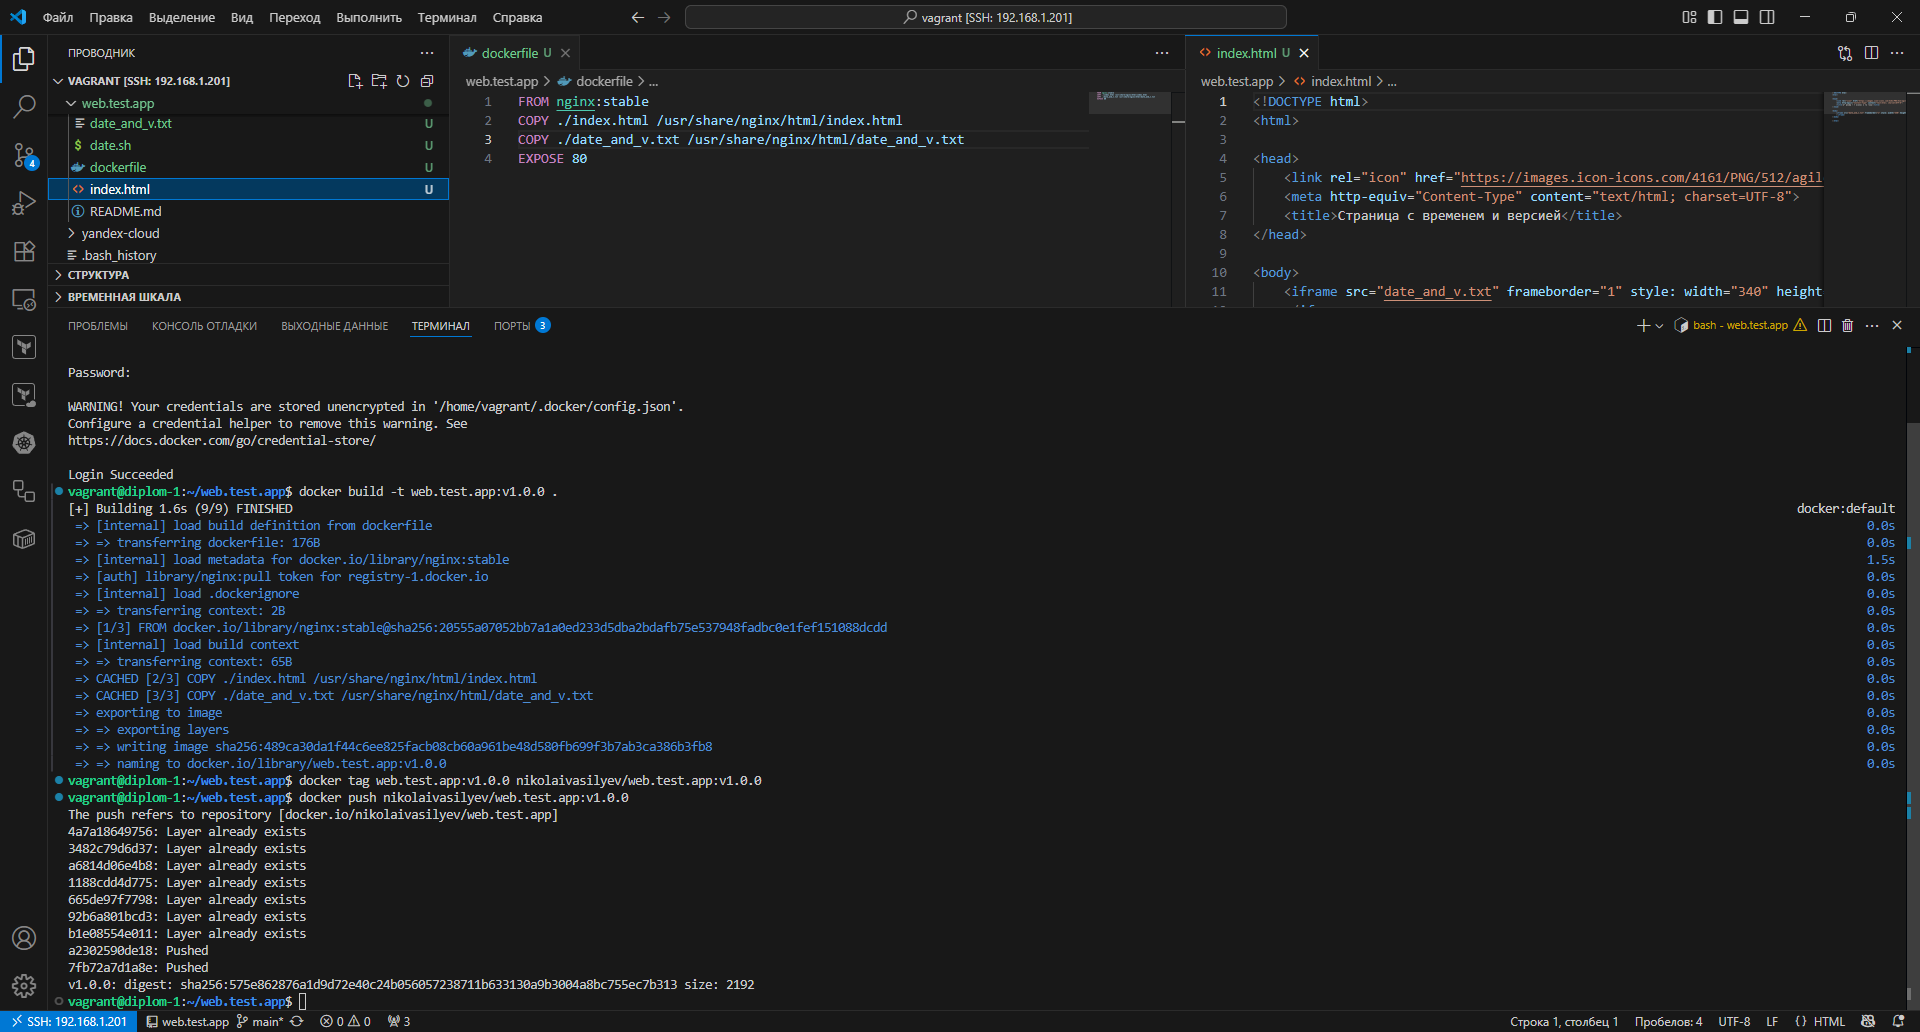 Файл Правка Выделение Вид Переход Выполнить Терминал Справка
vagrant [SSH: 192.168.1.201]
ПРОВОДНИК
VAGRANT [SSH: 192.168.1.201]
web.test.app
date_and_v.txt U
date.sh U
dockerfile U
index.html U
README.md
yandex-cloud
.bash_history
СТРУКТУРА
ВРЕМЕННАЯ ШКАЛА
4
dockerfile U
web.test.app > dockerfile > ...
1 FROM nginx:stable
2 COPY ./index.html /usr/share/nginx/html/index.html
3 COPY ./date_and_v.txt /usr/share/nginx/html/date_and_v.txt
4 EXPOSE 80
index.html U
web.test.app > index.html > ...
1 <!DOCTYPE html>
2 <html>
3
4 <head>
5 <link rel="icon" href="https://images.icon-icons.com/4161/PNG/512/agil
6 <meta http-equiv="Content-Type" content="text/html; charset=UTF-8">
7 <title>Страница с временем и версией</title>
8 </head>
9
10 <body>
11 <iframe src="date_and_v.txt" frameborder="1" style: width="340" height
ПРОБЛЕМЫ КОНСОЛЬ ОТЛАДКИ ВЫХОДНЫЕ ДАННЫЕ ТЕРМИНАЛ ПОРТЫ 3
bash - web.test.app
Password:
WARNING! Your credentials are stored unencrypted in '/home/vagrant/.docker/config.json'.
Configure a credential helper to remove this warning. See
https://docs.docker.com/go/credential-store/
Login Succeeded
vagrant@diplom-1:~/web.test.app$ docker build -t web.test.app:v1.0.0 .
[+] Building 1.6s (9/9) FINISHED docker:default
=> [internal] load build definition from dockerfile 0.0s
=> => transferring dockerfile: 176B 0.0s
=> [internal] load metadata for docker.io/library/nginx:stable 1.5s
=> [auth] library/nginx:pull token for registry-1.docker.io 0.0s
=> [internal] load .dockerignore 0.0s
=> => transferring context: 2B 0.0s
=> [1/3] FROM docker.io/library/nginx:stable@sha256:20555a07052bb7a1a0ed233d5dba2bdafb75e537948fadbc0e1fef151088dcdd 0.0s
=> [internal] load build context 0.0s
=> => transferring context: 65B 0.0s
=> CACHED [2/3] COPY ./index.html /usr/share/nginx/html/index.html 0.0s
=> CACHED [3/3] COPY ./date_and_v.txt /usr/share/nginx/html/date_and_v.txt 0.0s
=> exporting to image 0.0s
=> => exporting layers 0.0s
=> => writing image sha256:489ca30da1f44c6ee825facb08cb60a961be48d580fb699f3b7ab3ca386b3fb8 0.0s
=> => naming to docker.io/library/web.test.app:v1.0.0 0.0s
vagrant@diplom-1:~/web.test.app$ docker tag web.test.app:v1.0.0 nikolaivasilyev/web.test.app:v1.0.0
vagrant@diplom-1:~/web.test.app$ docker push nikolaivasilyev/web.test.app:v1.0.0
The push refers to repository [docker.io/nikolaivasilyev/web.test.app]
4a7a18649756: Layer already exists
3482c79d6d37: Layer already exists
a6814d06e4b8: Layer already exists
1188cdd4d775: Layer already exists
665de97f7798: Layer already exists
92b6a801bcd3: Layer already exists
b1e08554e011: Layer already exists
a2302590de18: Pushed
7fb72a7d1a8e: Pushed
v1.0.0: digest: sha256:575e862876a1d9d72e40c24b056057238711b633130a9b3004a8bc755ec7b313 size: 2192
vagrant@diplom-1:~/web.test.app$
SSH: 192.168.1.201 web.test.app main* 0 0 3 Строка 1, столбец 1 Пробелов: 4 UTF-8 LF {} HTML